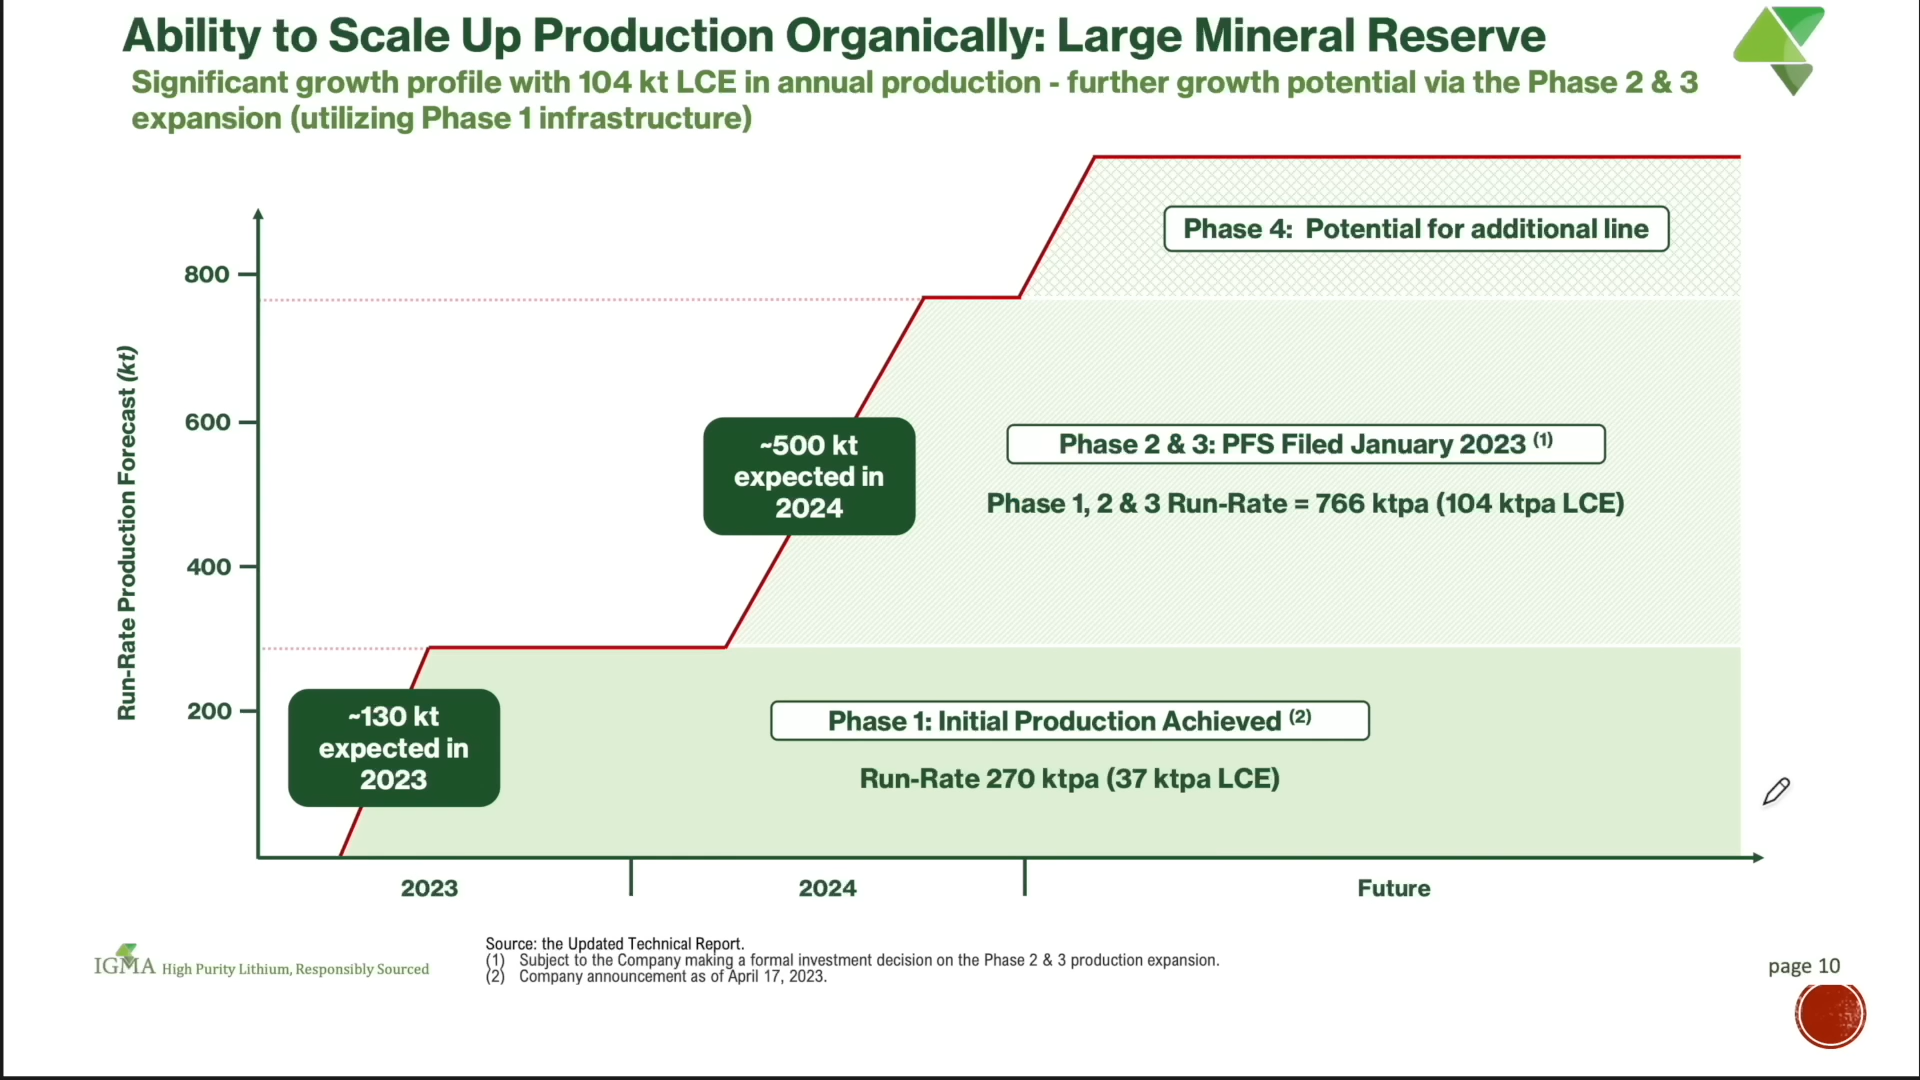 Ability to Scale Up Production Organically: Large Mineral Reserve
Significant growth profile with 104 kt LCE in annual production - further growth potential via the Phase 2 & 3
expansion (utilizing Phase 1 infrastructure)
Run-Rate Production Forecast (kt)
800
600
400
200
Phase 4: Potential for additional line
~500 kt
expected in
2024
Phase 2 & 3: PFS Filed January 2023 (1)
Phase 1, 2 & 3 Run-Rate = 766 ktpa (104 ktpa LCE)
~130 kt
expected in
2023
Phase 1: Initial Production Achieved (2)
Run-Rate 270 ktpa (37 ktpa LCE)
2023
2024
Future
IGMA High Purity Lithium, Responsibly Sourced
Source: the Updated Technical Report.
(1) Subject to the Company making a formal investment decision on the Phase 2 & 3 production expansion.
(2) Company announcement as of April 17, 2023.
page 10